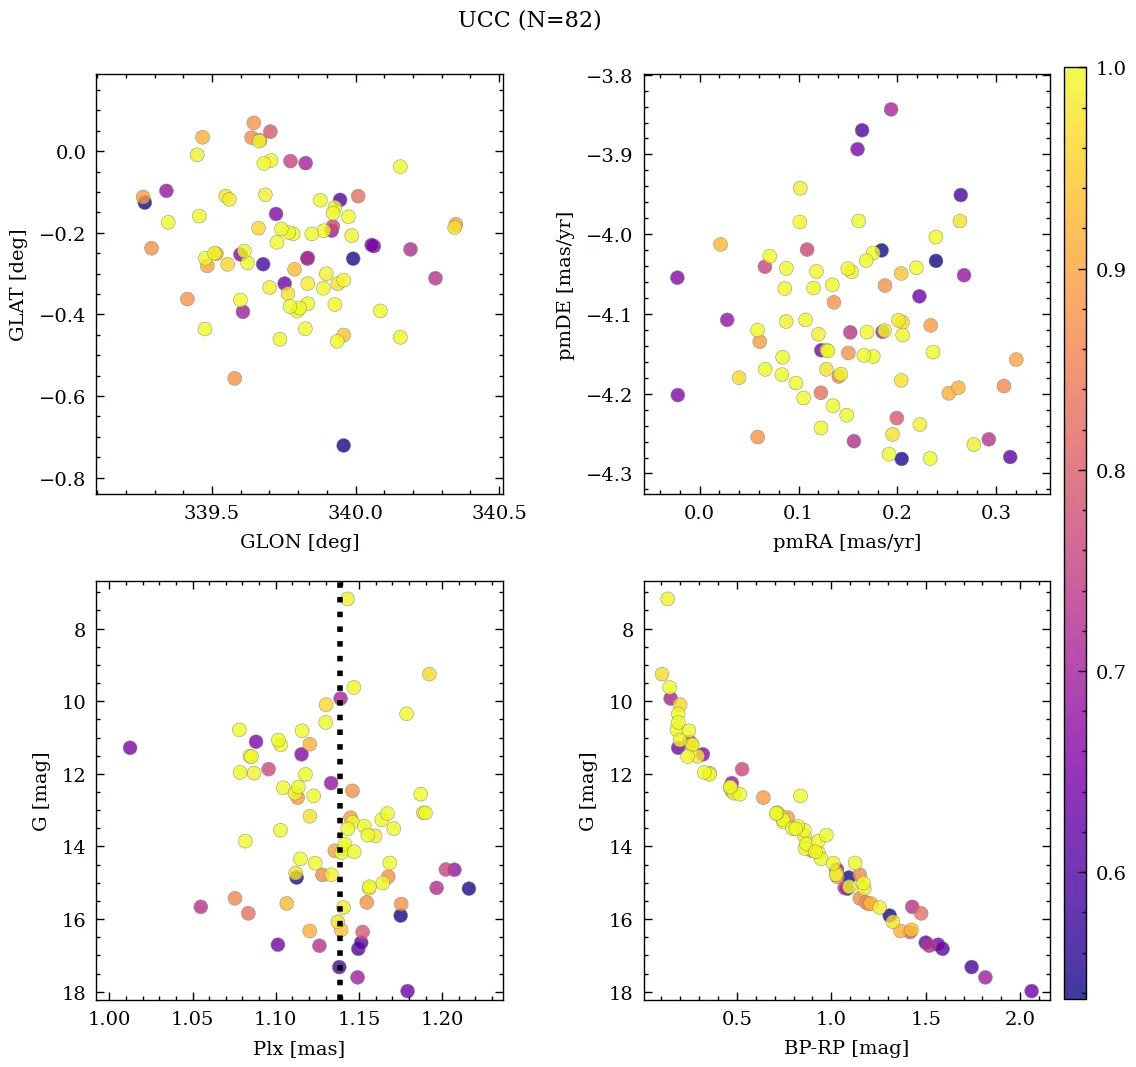 UCC (N=82)
0.0
−0.2
−0.4
−0.6
−0.8
GLAT [deg]
339.5 340.0 340.5
GLON [deg]
−3.8
−3.9
−4.0
−4.1
−4.2
−4.3
pmDE [mas/yr]
0.0 0.1 0.2 0.3
pmRA [mas/yr]
8
10
12
14
16
18
G [mag]
1.00 1.05 1.10 1.15 1.20
Plx [mas]
8
10
12
14
16
18
G [mag]
0.5 1.0 1.5 2.0
BP-RP [mag]
1.0
0.9
0.8
0.7
0.6